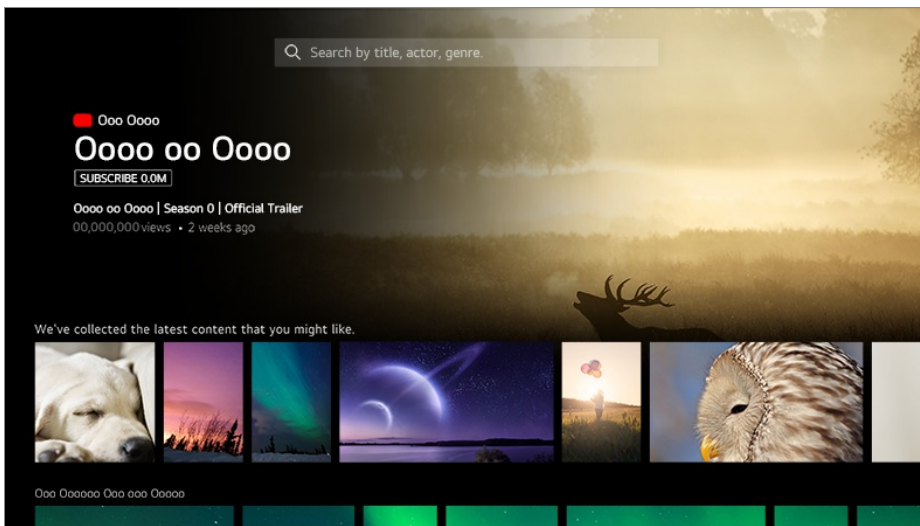 Search by title, actor, genre.
Ooo Oooo
Oooo oo Oooo
SUBSCRIBE 0,0M
Oooo oo Oooo | Season 0 | Official Trailer
00,000,000 views • 2 weeks ago
We've collected the latest content that you might like.
Ooo Oooooo Ooo ooo Ooooo